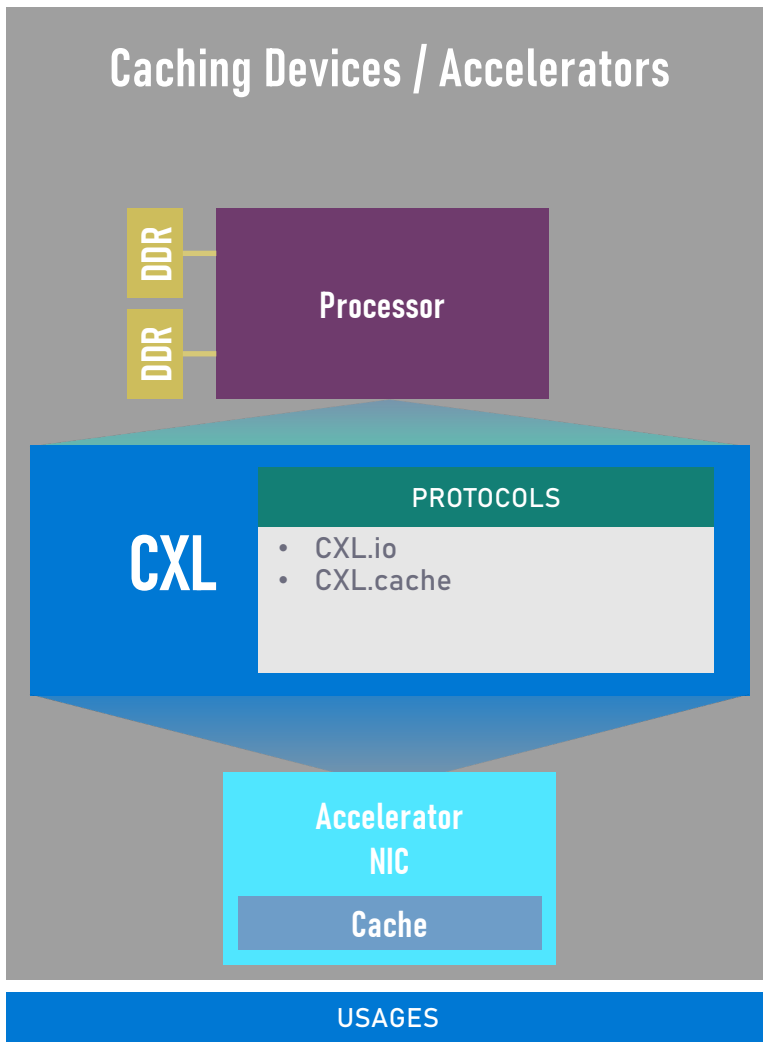 Caching Devices / Accelerators
DDR
DDR
Processor
CXL
PROTOCOLS
• CXL.io
• CXL.cache
Accelerator
NIC
Cache
USAGES